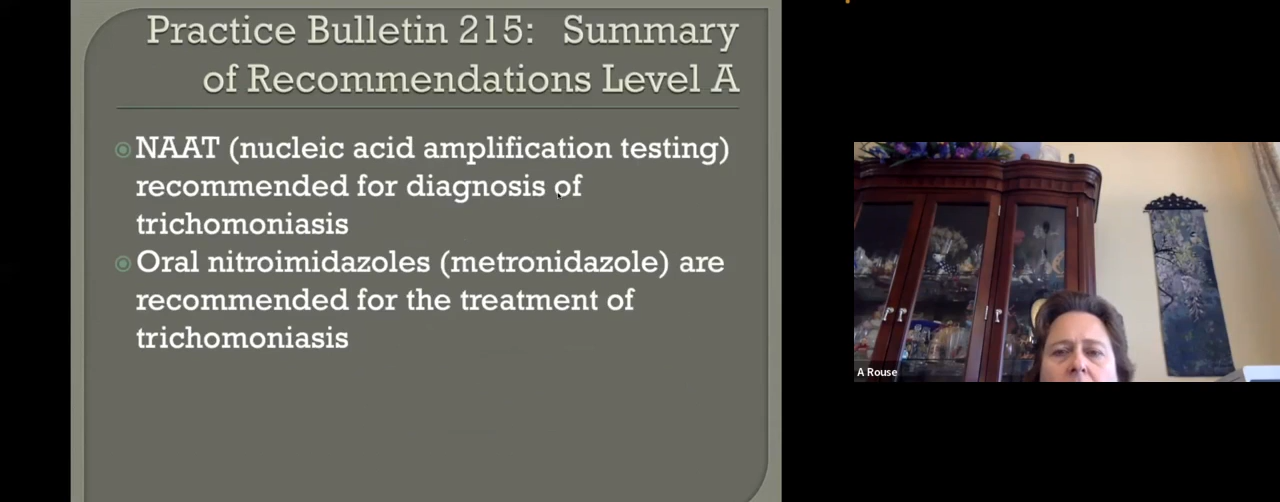 Practice Bulletin 215: Summary
of Recommendations Level A
NAAT (nucleic acid amplification testing)
recommended for diagnosis of
trichomoniasis
Oral nitroimidazoles (metronidazole) are
recommended for the treatment of
trichomoniasis
A Rouse